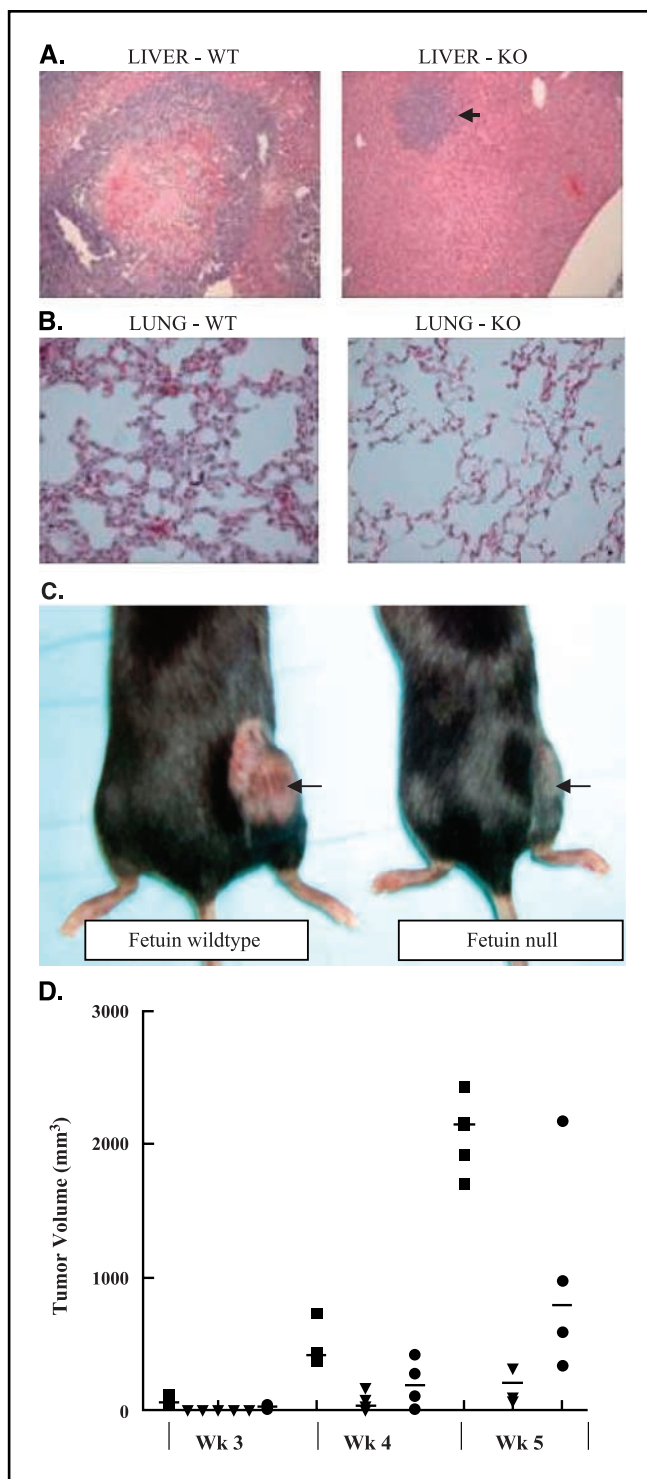 A.
LIVER - WT LIVER - KO
B.
LUNG - WT LUNG - KO
C.
Fetuin wildtype Fetuin null
D.
3000
2000
1000
0
Tumor Volume (mm³)
Wk 3 Wk 4 Wk 5